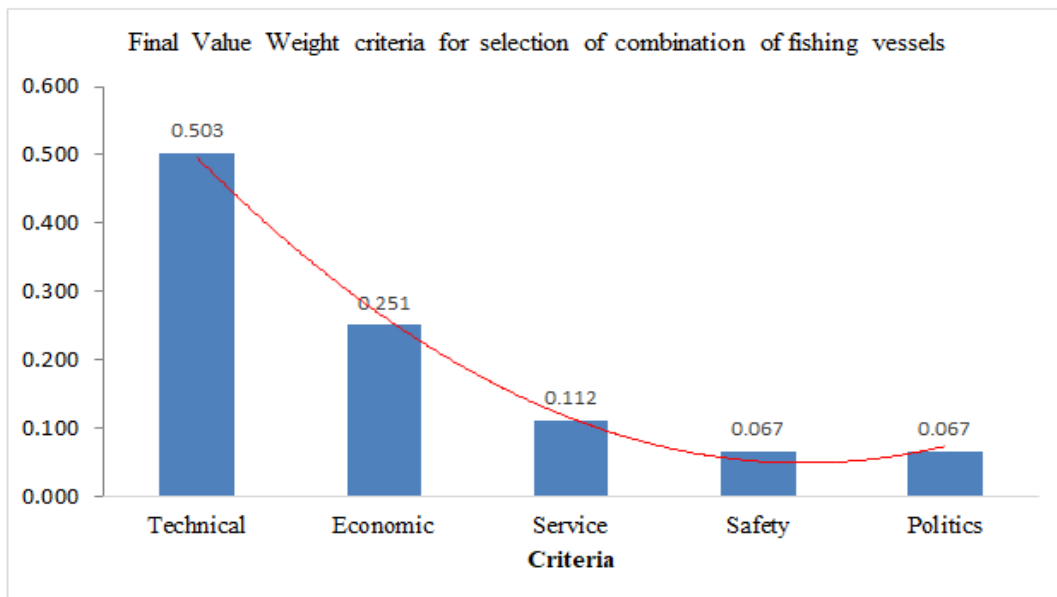 Final Value Weight criteria for selection of combination of fishing vessels
0.600
0.500
0.400
0.300
0.200
0.100
0.000
0.503
0.251
0.112
0.067
0.067
Technical
Economic
Service
Safety
Politics
Criteria